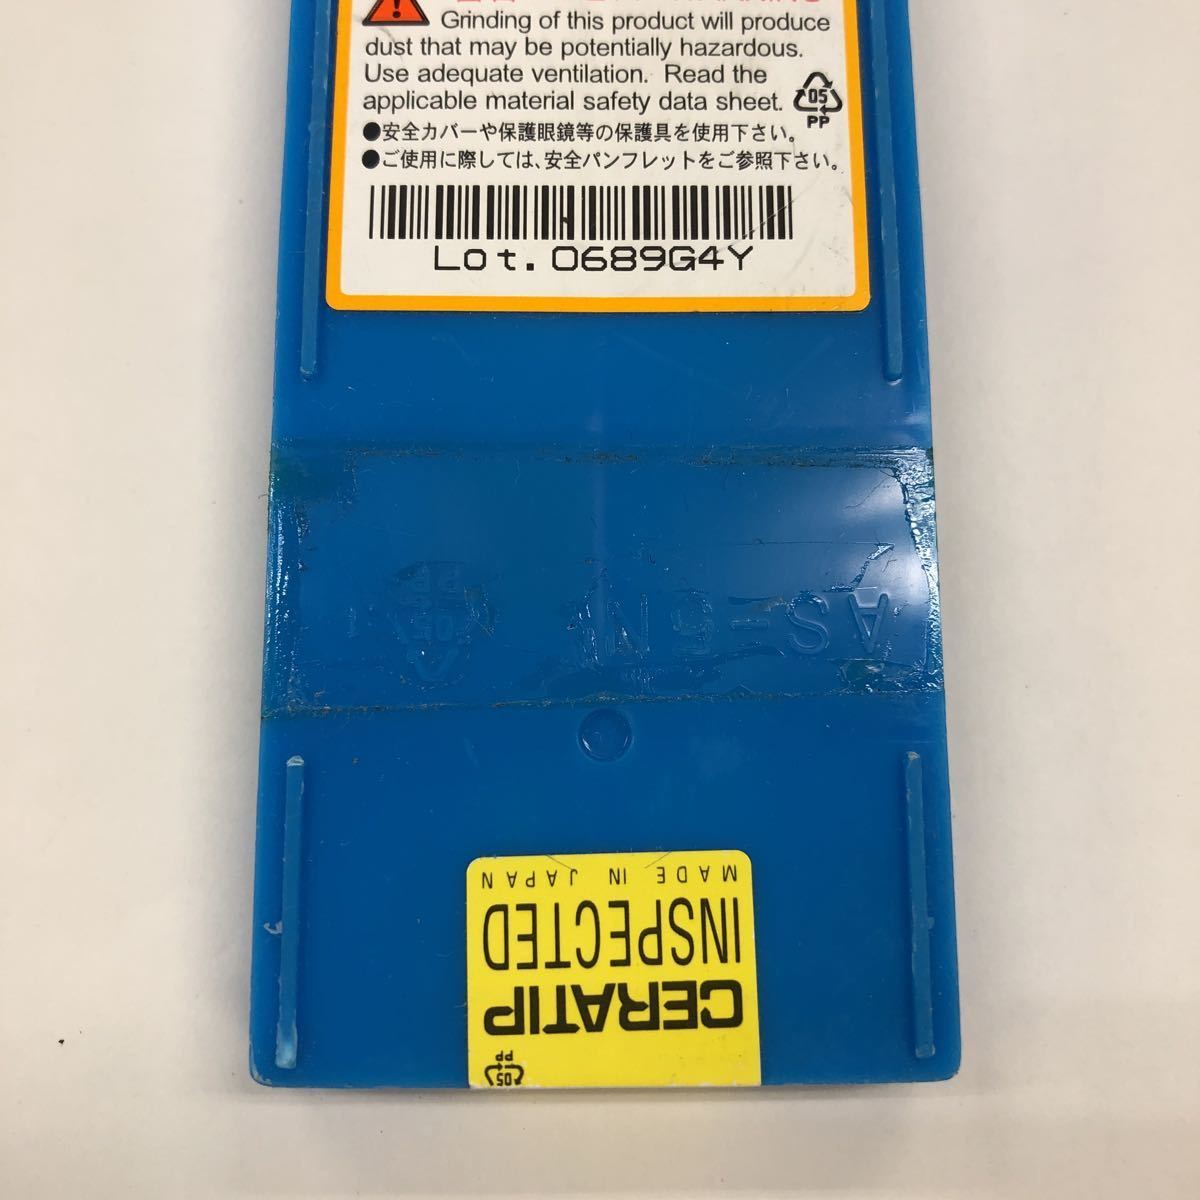 Grinding of this product will produce
dust that may be potentially hazardous.
Use adequate ventilation. Read the
applicable material safety data sheet.
05
PP
●安全カバーや保護眼鏡等の保護具を使用下さい。
●ご使用に際しては、安全パンフレットをご参照下さい。
Lot. 0689G4Y
AS-5N
05
PP
CERATIP
INSPECTED
MADE IN JAPAN